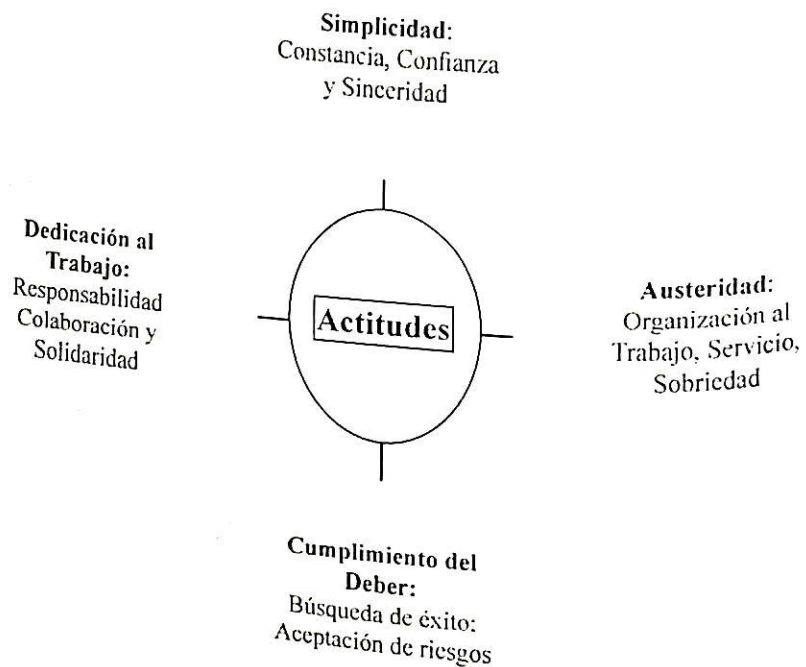 Simplicidad:
Constancia, Confianza
y Sinceridad
Dedicación al
Trabajo:
Responsabilidad
Colaboración y
Solidaridad
Actitudes
Austeridad:
Organización al
Trabajo, Servicio,
Sobriedad
Cumplimiento del
Deber:
Búsqueda de éxito:
Aceptación de riesgos